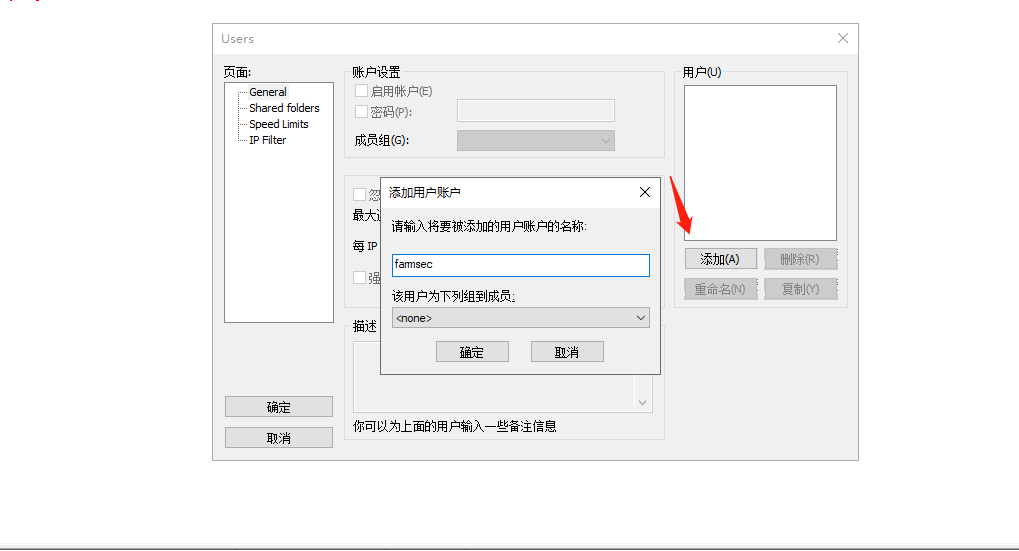 Users
页面:
General
Shared folders
Speed Limits
IP Filter
确定
取消
账户设置
启用帐户(E)
密码(P):
成员组(G):
最大
每 IP
强
描述
你可以为上面的用户输入一些备注信息
添加用户账户
请输入将要被添加的用户账户的名称:
farmsec
该用户为下列组到成员:
<none>
确定
取消
用户(U)
添加(A)
删除(R)
重命名(N)
复制(Y)